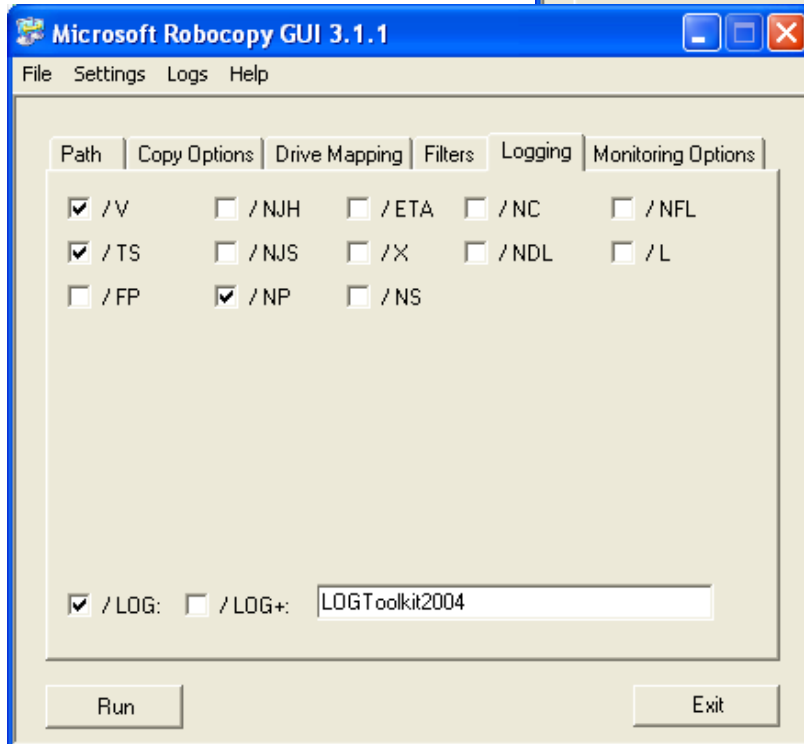 Microsoft Robocopy GUI 3.1.1
File Settings Logs Help
Path Copy Options Drive Mapping Filters Logging Monitoring Options
/ V / NJH / ETA / NC / NFL
/ TS / NJS / X / NDL / L
/ FP / NP / NS
/ LOG: / LOG+: LOGToolkit2004
Run Exit